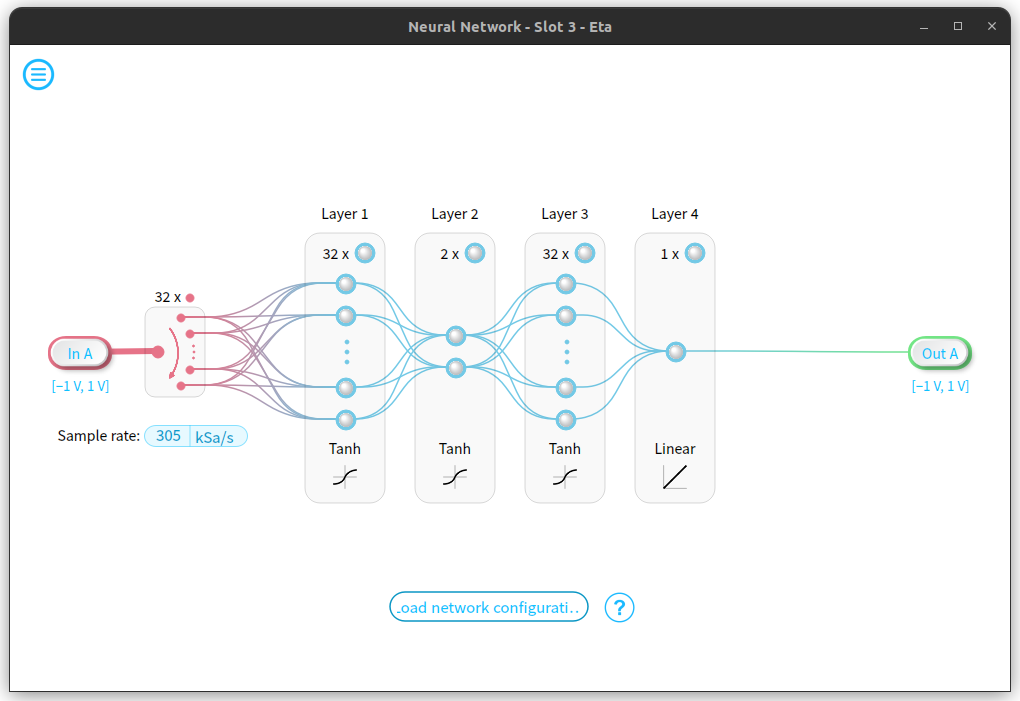 Neural Network - Slot 3 - Eta
Layer 1
Layer 2
Layer 3
Layer 4
32 x
2 x
32 x
1 x
32 x
In A
Out A
[−1 V, 1 V]
[−1 V, 1 V]
Sample rate: 305 kSa/s
Tanh
Tanh
Tanh
Linear
oad network configurati..
?